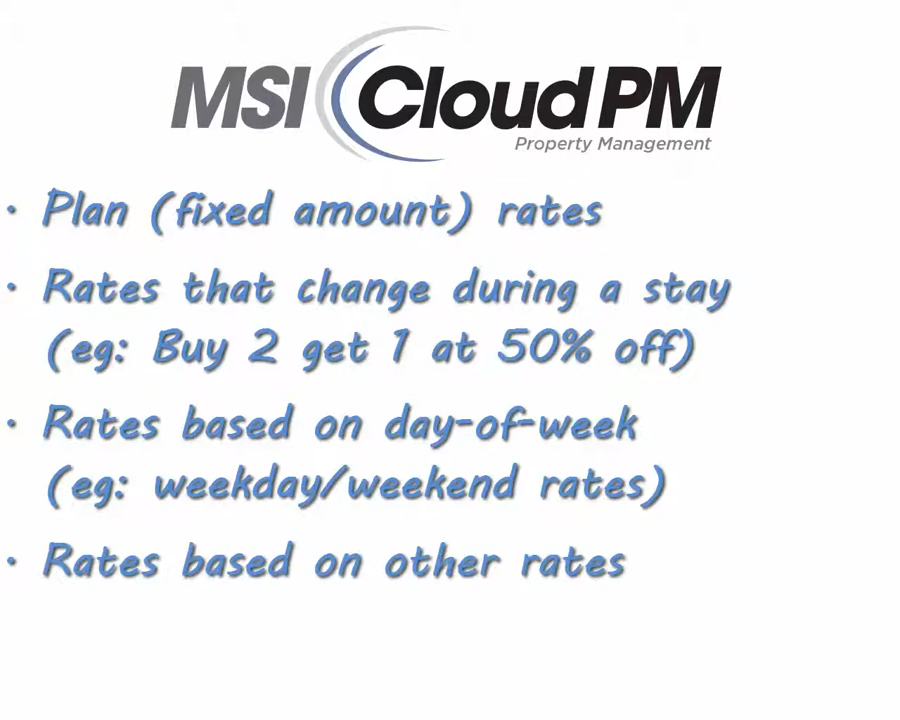 MSI Cloud PM
Property Management
• Plan (fixed amount) rates
• Rates that change during a stay
(eg: Buy 2 get 1 at 50% off)
• Rates based on day-of-week
(eg: weekday/weekend rates)
• Rates based on other rates